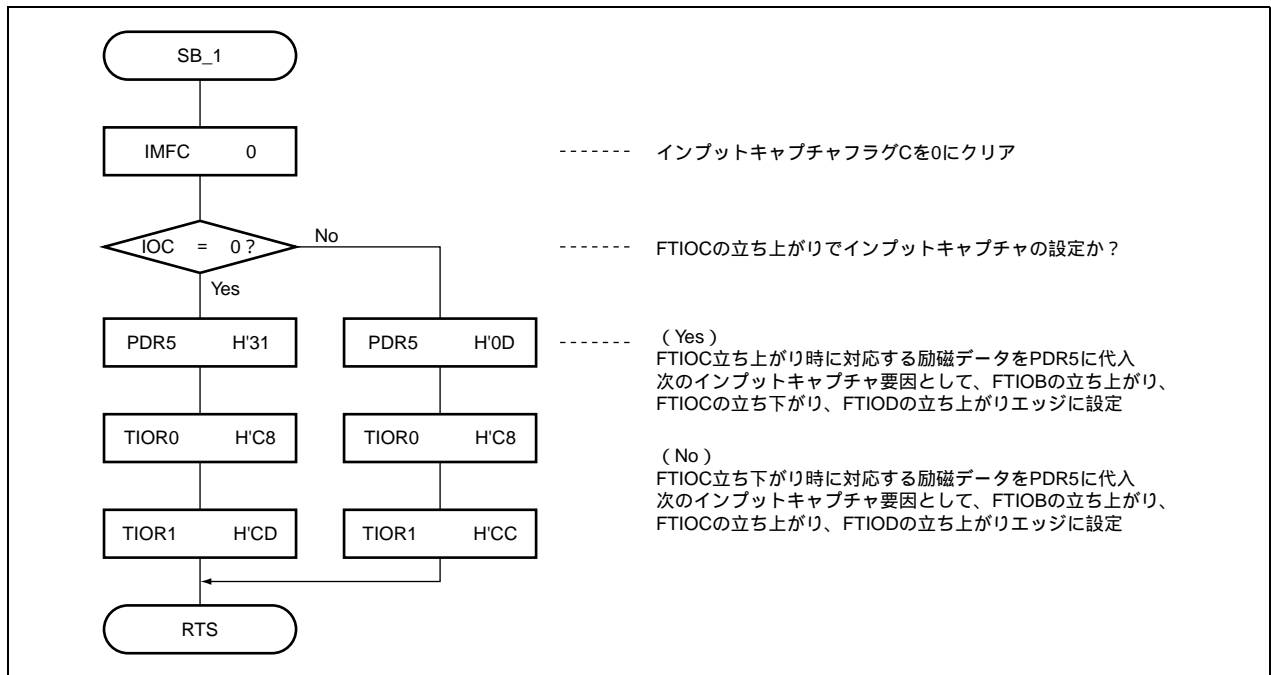 SB_1
IMFC 0
------- インプットキャプチャフラグCを0にクリア
IOC = 0 ?
No
------- FTIOCの立ち上がりでインプットキャプチャの設定か？
Yes
PDR5 H'31
PDR5 H'0D
------- （Yes）
FTIOC立ち上がり時に対応する励磁データをPDR5に代入
次のインプットキャプチャ要因として、FTIOBの立ち上がり、
FTIOCの立ち下がり、FTIODの立ち上がりエッジに設定
TIOR0 H'C8
TIOR0 H'C8
（No）
FTIOC立ち下がり時に対応する励磁データをPDR5に代入
次のインプットキャプチャ要因として、FTIOBの立ち上がり、
FTIOCの立ち上がり、FTIODの立ち上がりエッジに設定
TIOR1 H'CD
TIOR1 H'CC
RTS